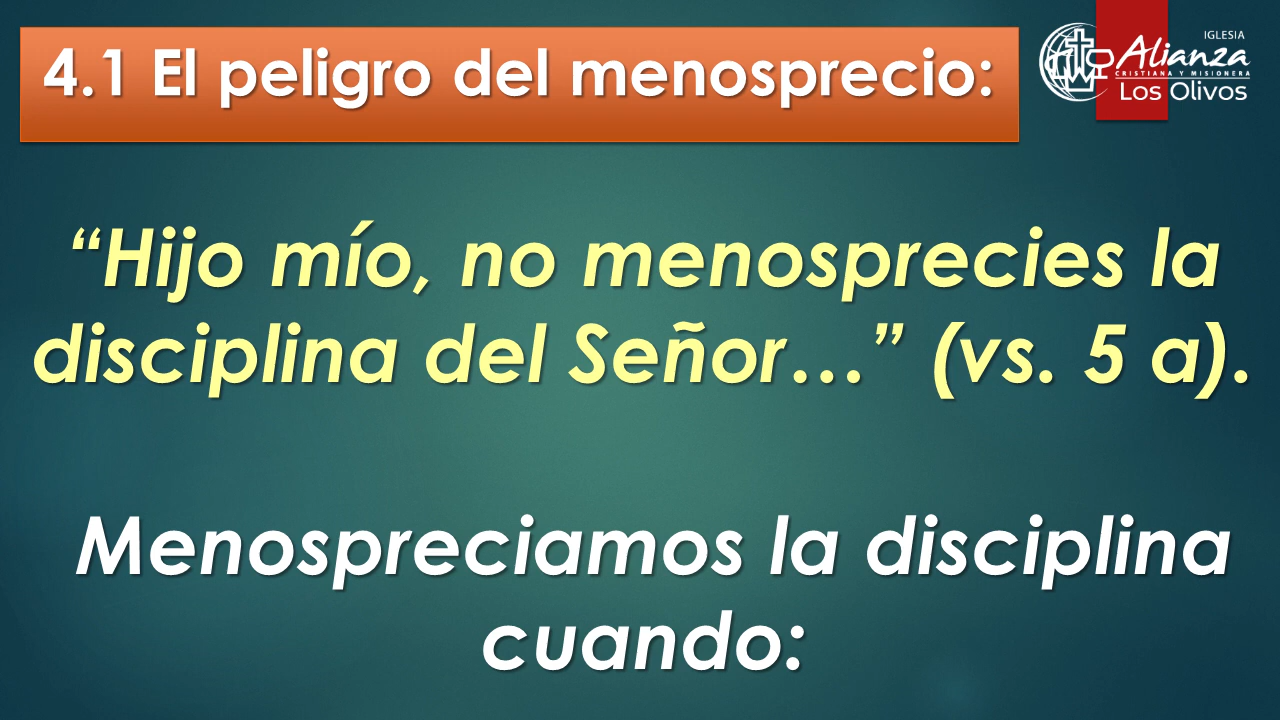 4.1 El peligro del menosprecio:
IGLESIA
Alianza
CRISTIANA Y MISIONERA
Los Olivos
“Hijo mío, no menosprecies la
disciplina del Señor…” (vs. 5 a).
Menospreciamos la disciplina
cuando: